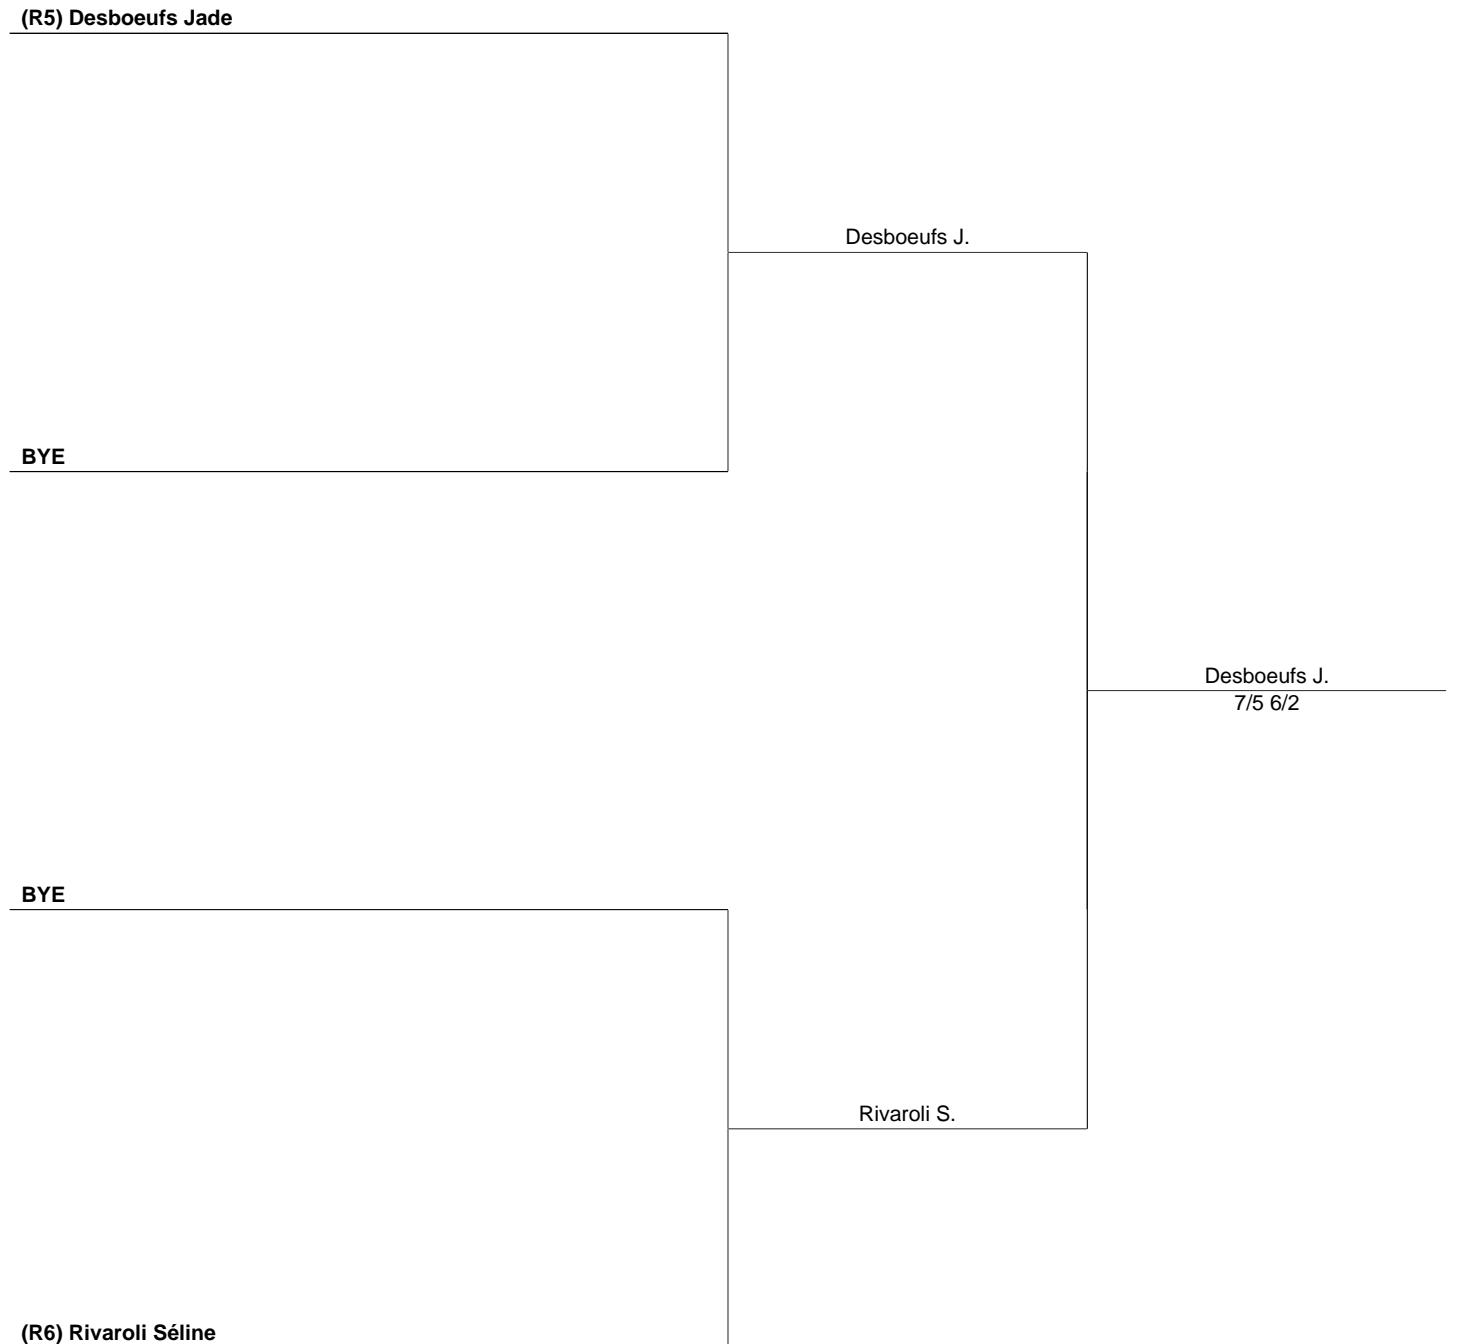 (R5) Desboeufs Jade
Desboeufs J.
BYE
Desboeufs J.
7/5 6/2
BYE
Rivaroli S.
(R6) Rivaroli Séline